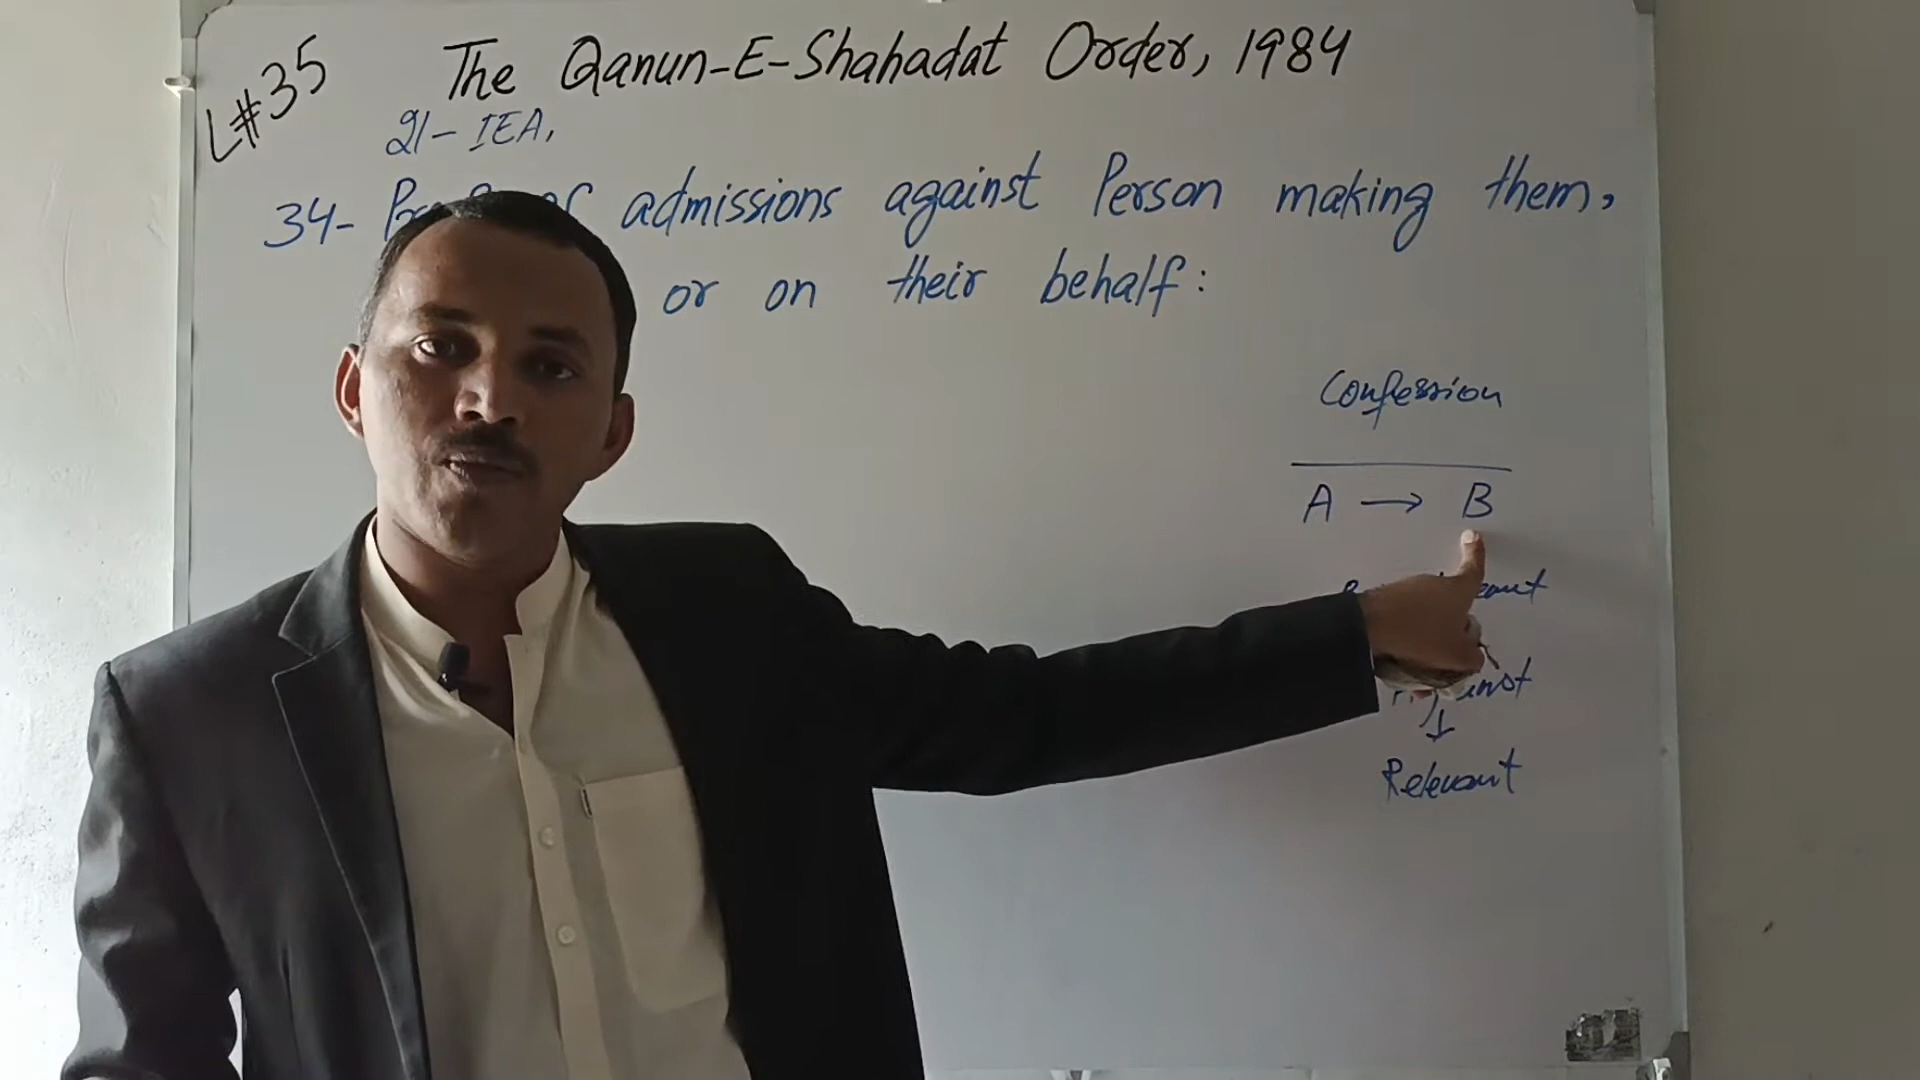 L#35
The Qanun-E-Shahadat Order, 1984
21- IEA,
34- admissions against Person making them,
or on their behalf:
Confession
A → B
Relevant